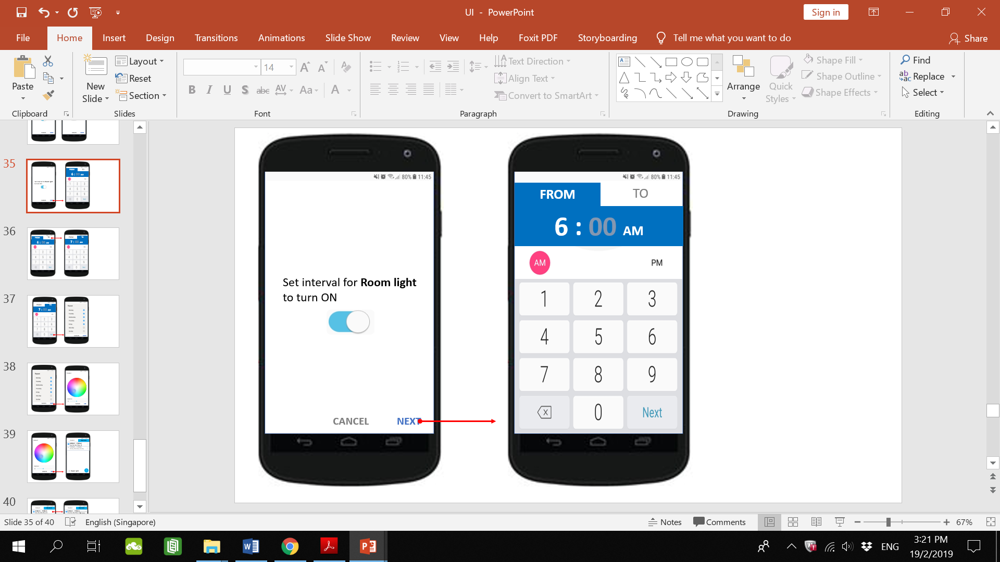 UI - PowerPoint
Sign in
File Home Insert Design Transitions Animations Slide Show Review View Help Foxit PDF Storyboarding Tell me what you want to do Share
Paste
New Slide
Layout
Reset
Section
14
B I U S abc AV Aa A
Text Direction
Align Text
Convert to SmartArt
Arrange
Quick Styles
Shape Fill
Shape Outline
Shape Effects
Find
Replace
Select
Clipboard Slides Font Paragraph Drawing Editing
35
36
37
38
39
40
80% 11:45
Set interval for Room light
to turn ON
CANCEL NEXT
80% 11:45
FROM TO
6 : 00 AM
AM PM
1 2 3
4 5 6
7 8 9
0 Next
Slide 35 of 40 English (Singapore) Notes Comments 67%
ENG
3:21 PM
19/2/2019